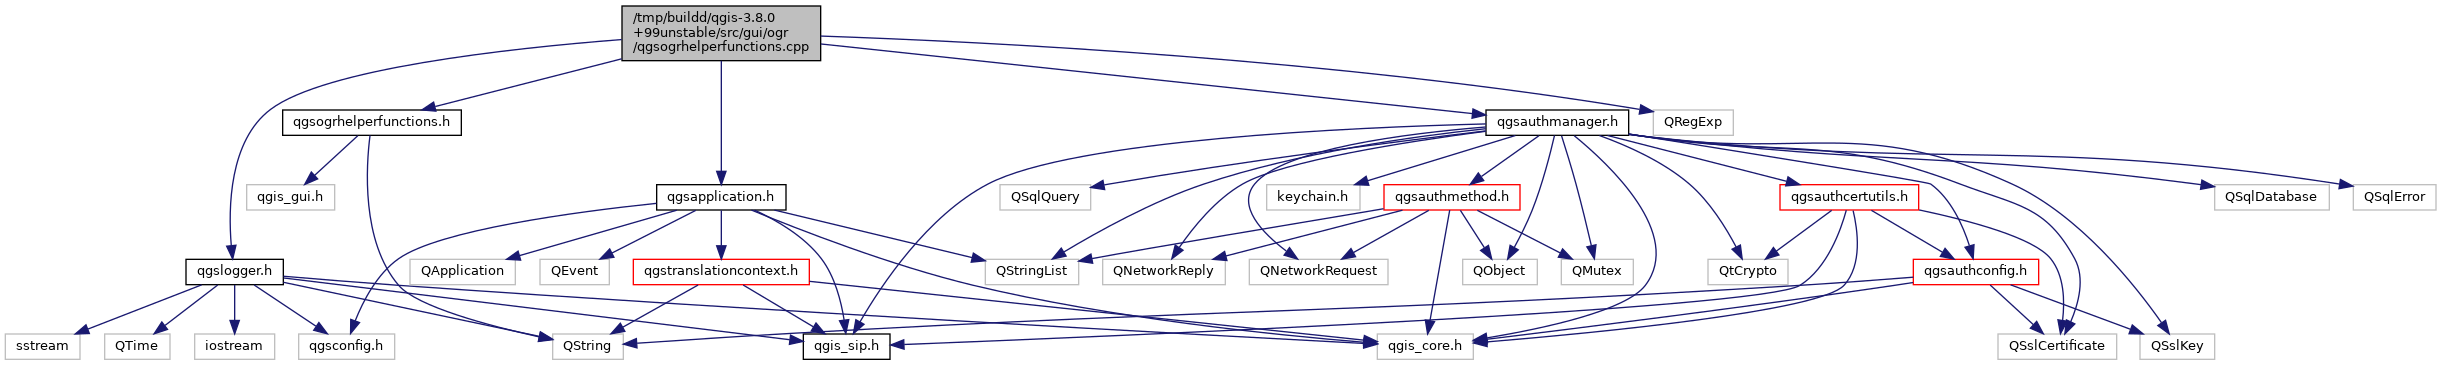 /tmp/buildd/qgis-3.8.0
+99unstable/src/gui/ogr
/qgsogrhelperfunctions.cpp
qgsogrhelperfunctions.h
qgsauthmanager.h
QRegExp
qgis_gui.h
qgsapplication.h
QSqlQuery
keychain.h
qgsauthmethod.h
qgsauthcertutils.h
QSqlDatabase
QSqlError
qgslogger.h
QApplication
QEvent
qgstranslationcontext.h
QStringList
QNetworkReply
QNetworkRequest
QObject
QMutex
QtCrypto
qgsauthconfig.h
sstream
QTime
iostream
qgsconfig.h
QString
qgis_sip.h
qgis_core.h
QSslCertificate
QSslKey